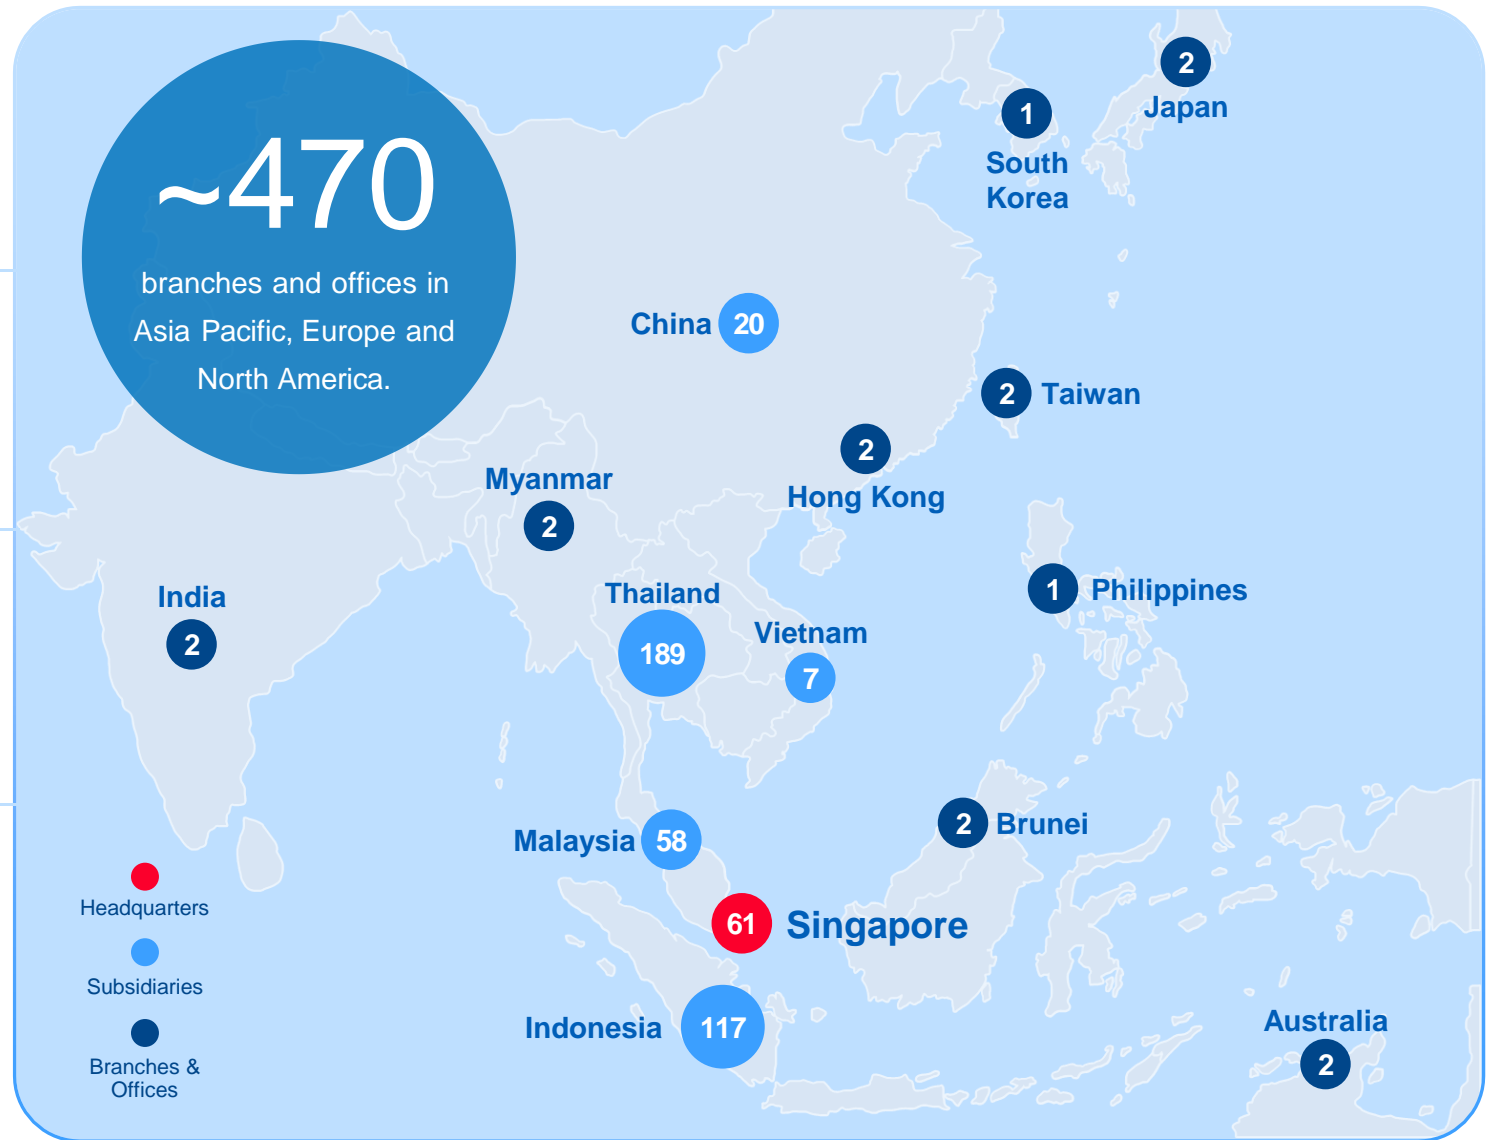 ~470
branches and offices in
Asia Pacific, Europe and
North America.
2
Japan
1
South
Korea
China 20
2 Taiwan
2
Hong Kong
Myanmar
2
1 Philippines
India
2
Thailand
189
Vietnam
7
2 Brunei
Malaysia 58
61 Singapore
Indonesia 117
Australia
2
Headquarters
Subsidiaries
Branches &
Offices